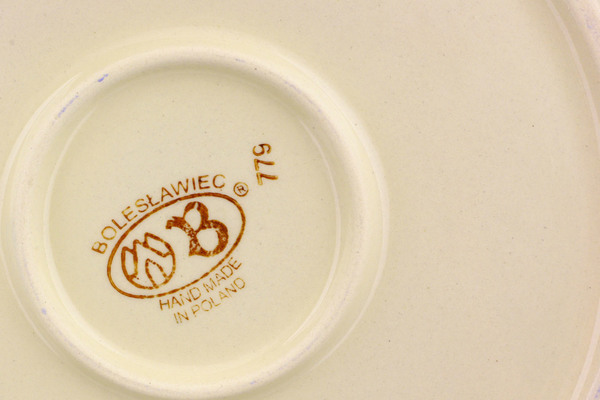 BOLESŁAWIEC ®
HAND MADE
IN POLAND
779